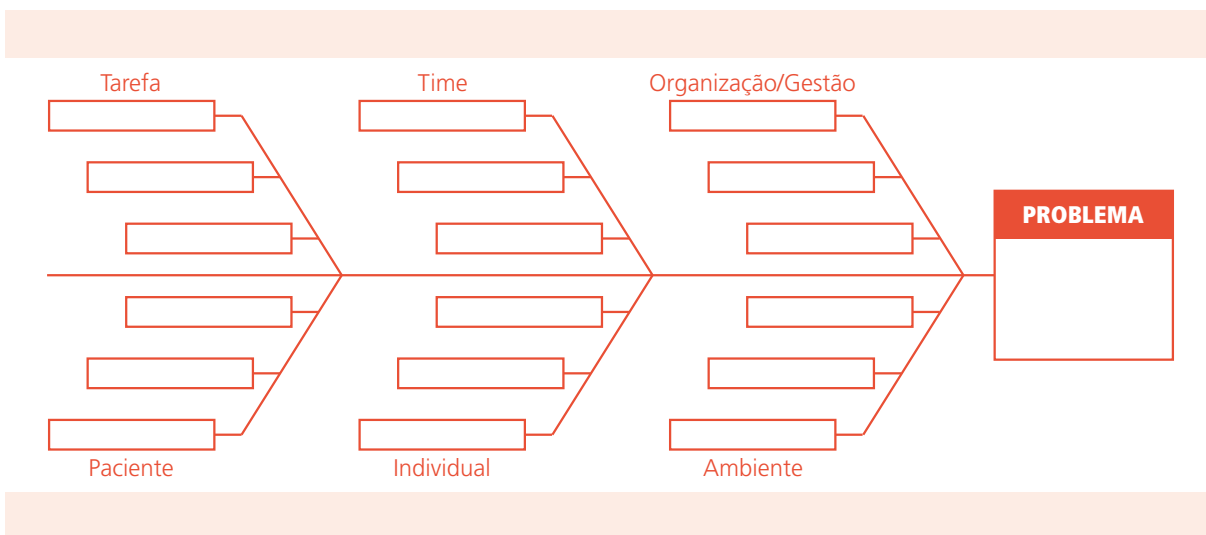 Tarefa
Time
Organização/Gestão
PROBLEMA
Paciente
Individual
Ambiente